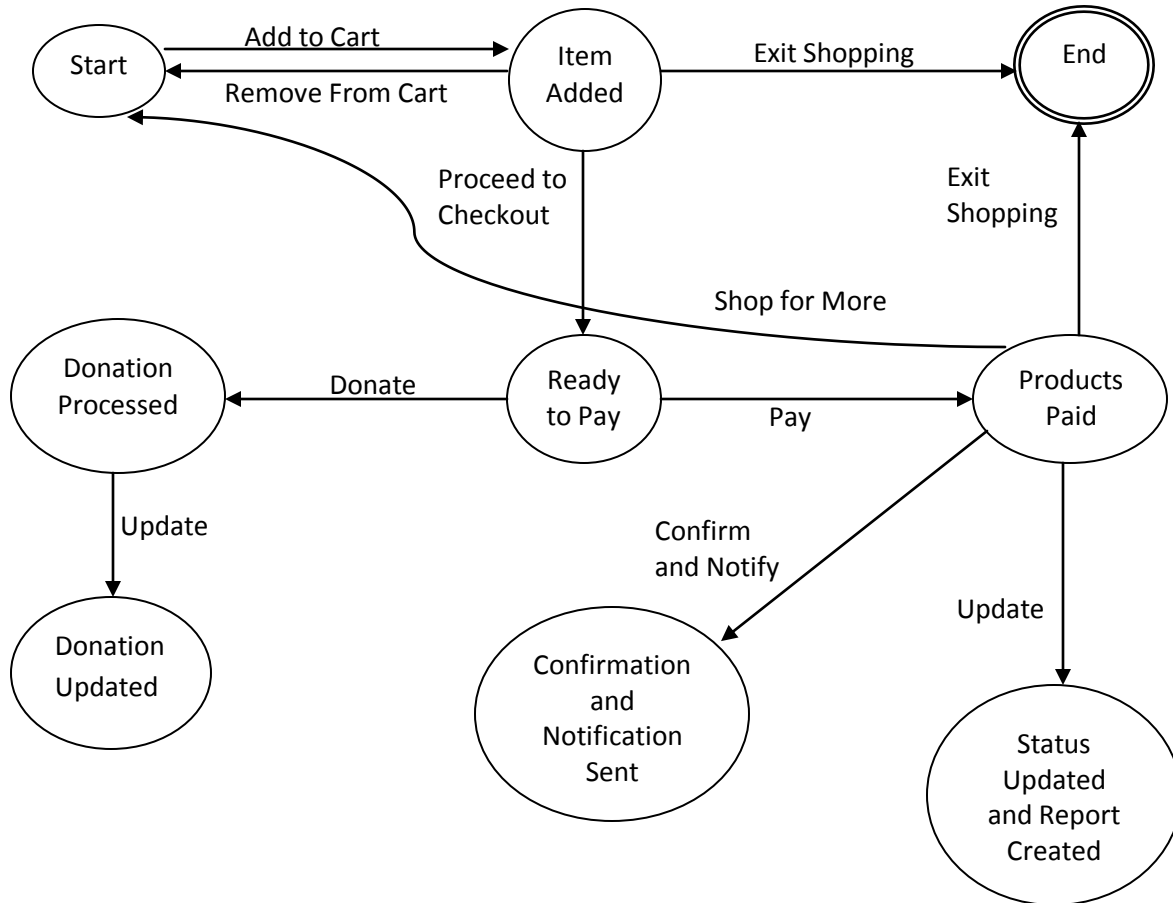 Start
Add to Cart
Remove From Cart
Item
Added
Exit Shopping
End
Proceed to
Checkout
Exit
Shopping
Shop for More
Donation
Processed
Donate
Ready
to Pay
Pay
Products
Paid
Update
Confirm
and Notify
Update
Donation
Updated
Confirmation
and
Notification
Sent
Status
Updated
and Report
Created